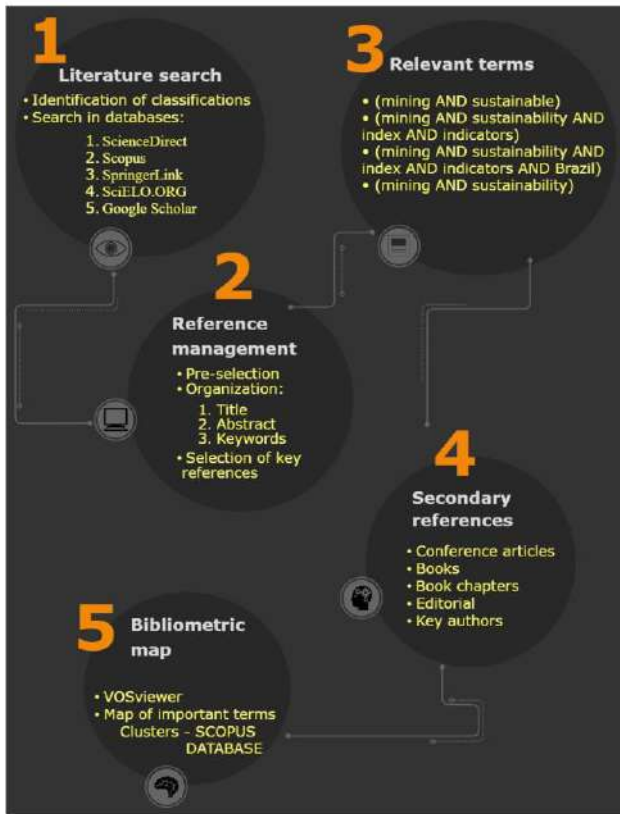 1
Literature search
• Identification of classifications
• Search in databases:
1. ScienceDirect
2. Scopus
3. SpringerLink
4. SciELO.ORG
5. Google Scholar
2
Reference
management
• Pre-selection
• Organization:
1. Title
2. Abstract
3. Keywords
• Selection of key
references
3
Relevant terms
• (mining AND sustainable)
• (mining AND sustainability AND
index AND indicators)
• (mining AND sustainability AND
index AND indicators AND Brazil)
• (mining AND sustainability)
4
Secondary
references
• Conference articles
• Books
• Book chapters
• Editorial
• Key authors
5
Bibliometric
map
• VOSviewer
• Map of important terms
Clusters - SCOPUS
DATABASE